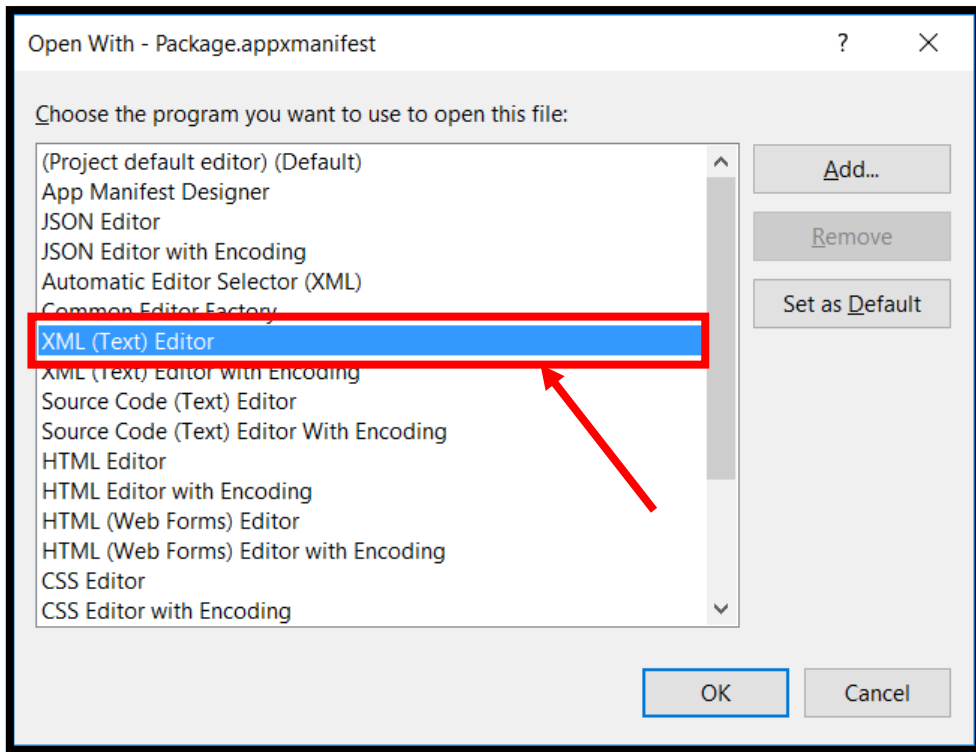 Open With - Package.appxmanifest
?
Choose the program you want to use to open this file:
(Project default editor) (Default)
App Manifest Designer
JSON Editor
JSON Editor with Encoding
Automatic Editor Selector (XML)
Common Editor Factory
XML (Text) Editor
XML (Text) Editor with Encoding
Source Code (Text) Editor
Source Code (Text) Editor With Encoding
HTML Editor
HTML Editor with Encoding
HTML (Web Forms) Editor
HTML (Web Forms) Editor with Encoding
CSS Editor
CSS Editor with Encoding
Add...
Remove
Set as Default
OK
Cancel